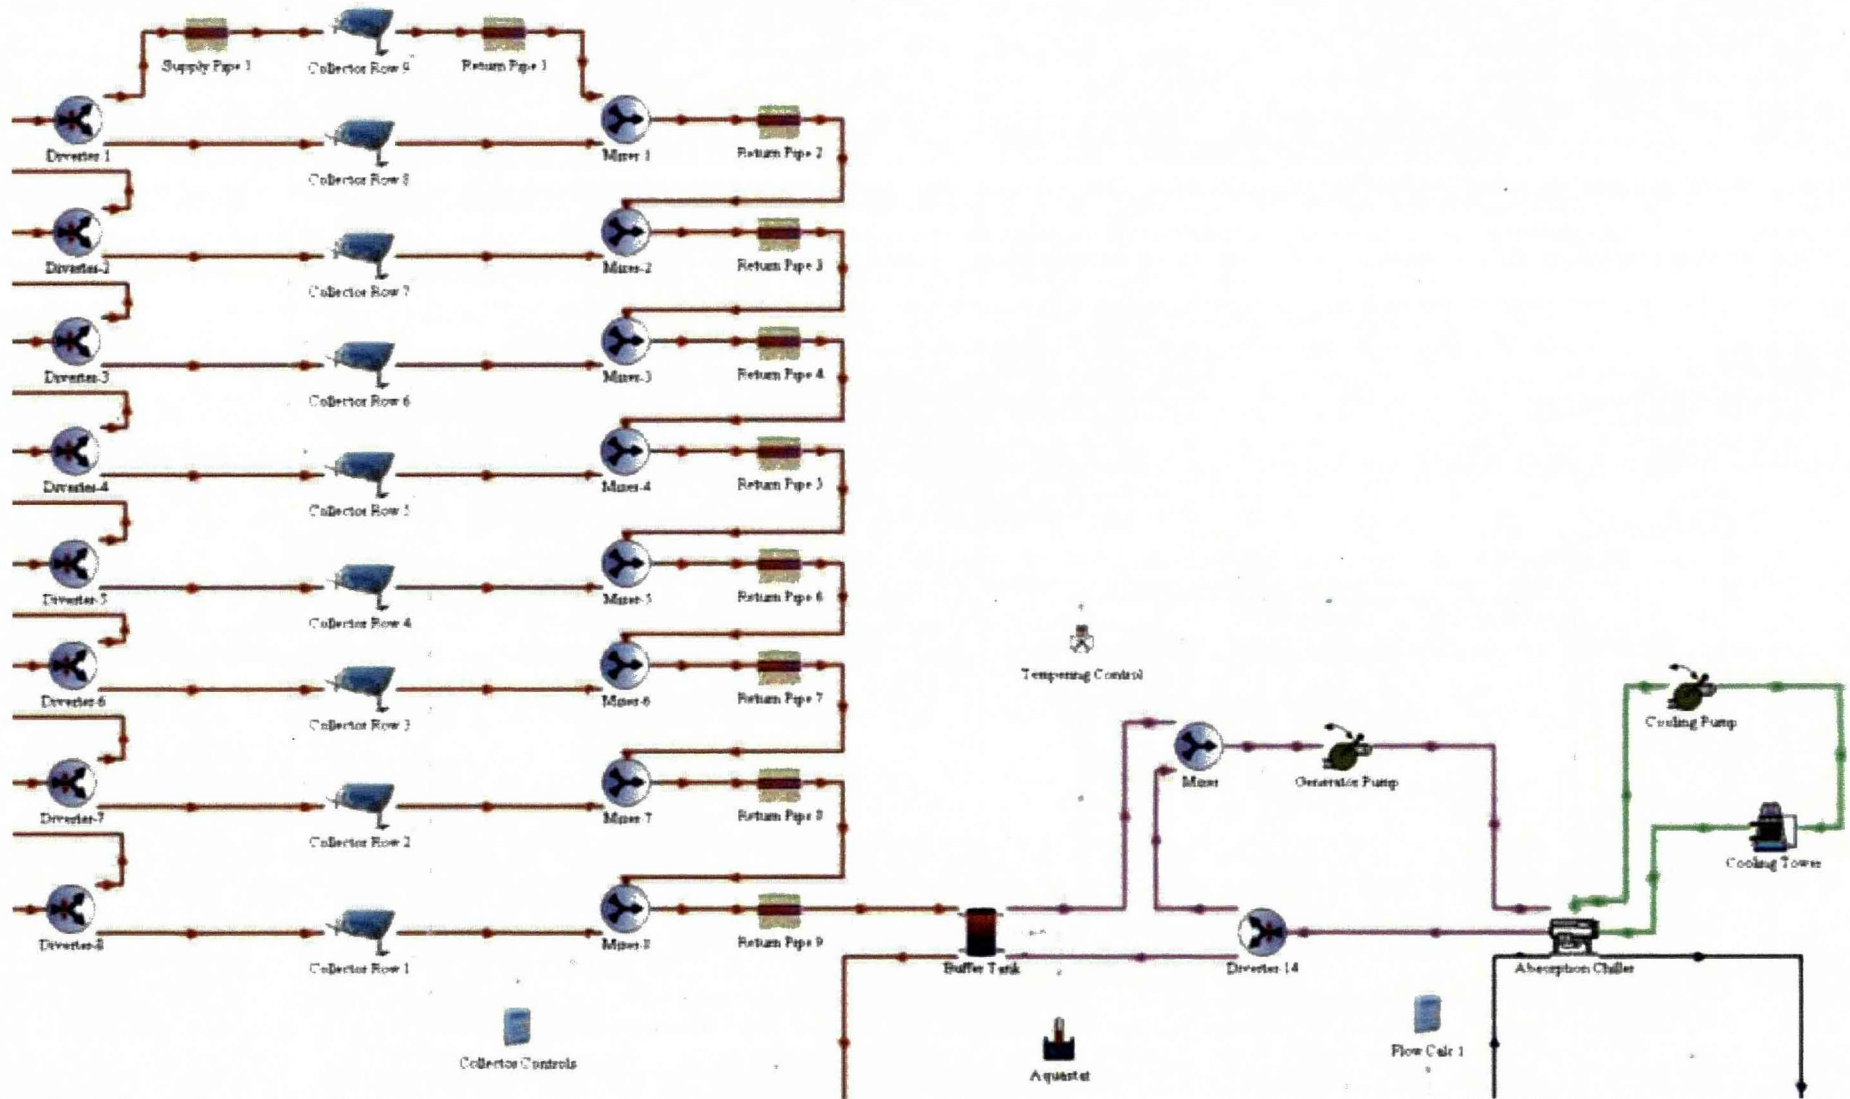 Supply Pipe 1
Collector Row 9
Return Pipe 1
Diverter-1
Collector Row 8
Mixer-1
Return Pipe 2
Diverter-2
Collector Row 7
Mixer-2
Return Pipe 3
Diverter-3
Collector Row 6
Mixer-3
Return Pipe 4
Diverter-4
Collector Row 5
Mixer-4
Return Pipe 5
Diverter-5
Collector Row 4
Mixer-5
Return Pipe 6
Diverter-6
Collector Row 3
Mixer-6
Return Pipe 7
Tempering Control
Cooling Pump
Diverter-7
Collector Row 2
Mixer-7
Return Pipe 8
Mixer
Generator Pump
Cooling Tower
Diverter-8
Collector Row 1
Mixer-8
Return Pipe 9
Buffer Tank
Diverter-14
Absorption Chiller
Collector Controls
Aquastat
Flow Calc 1